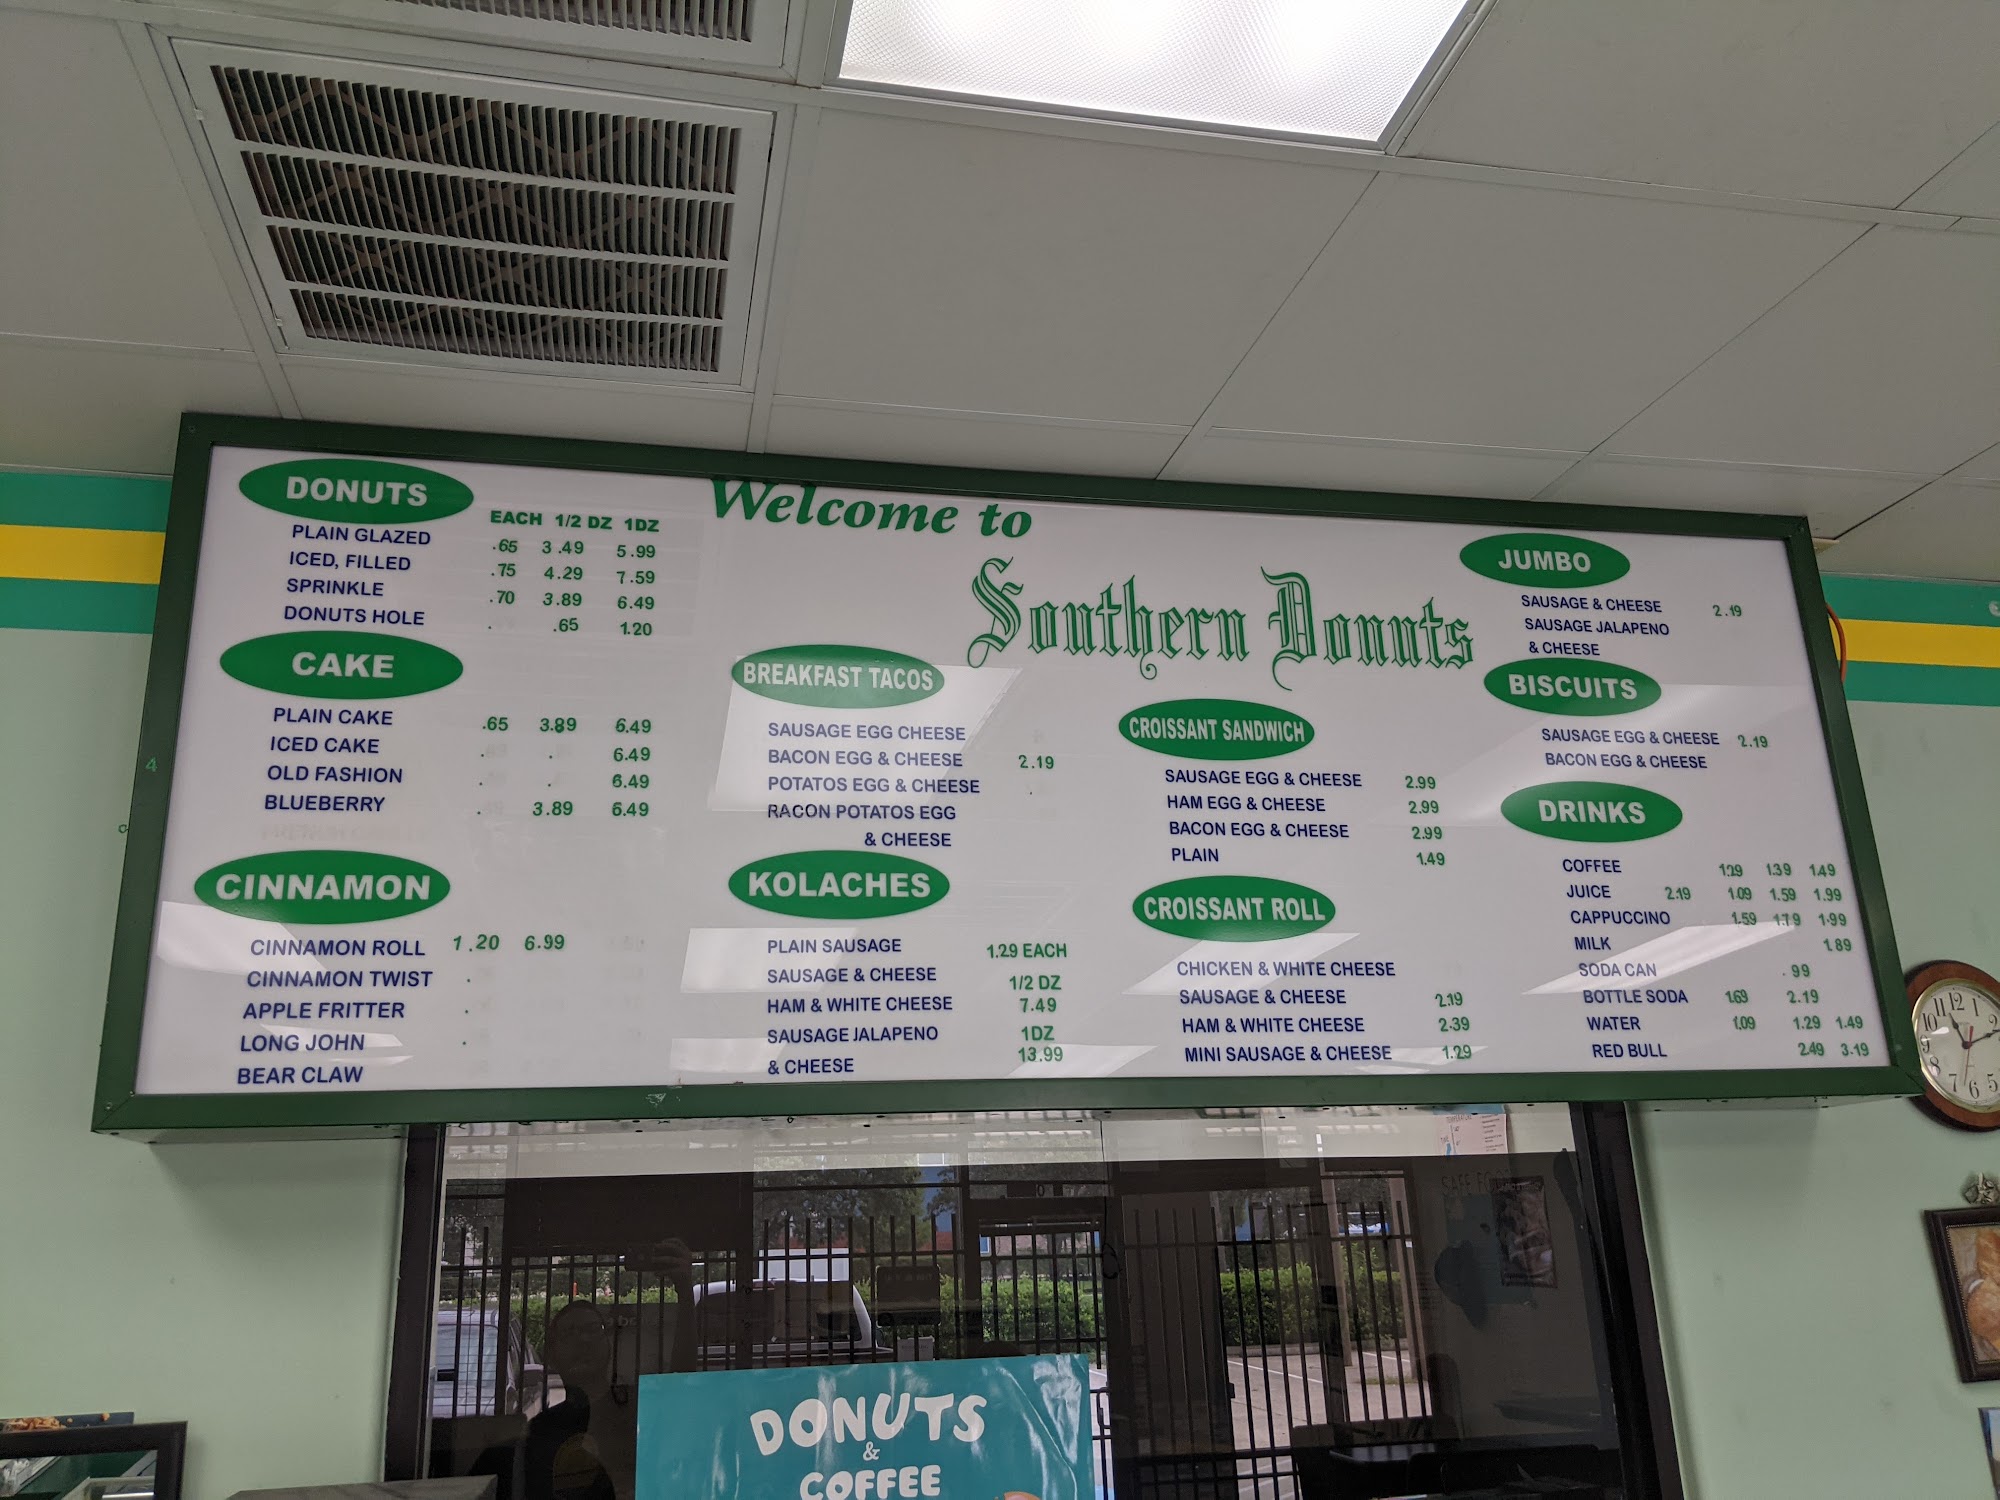 Welcome to
Southern Donuts
DONUTS
EACH 1/2 DZ 1DZ
PLAIN GLAZED .65 3.49 5.99
ICED, FILLED .75 4.29 7.59
SPRINKLE .70 3.89 6.49
DONUTS HOLE . .65 1.20
CAKE
PLAIN CAKE .65 3.89 6.49
ICED CAKE . . 6.49
OLD FASHION . . 6.49
BLUEBERRY . 3.89 6.49
CINNAMON
CINNAMON ROLL 1.20 6.99
CINNAMON TWIST .
APPLE FRITTER .
LONG JOHN .
BEAR CLAW
BREAKFAST TACOS
SAUSAGE EGG CHEESE
BACON EGG & CHEESE 2.19
POTATOS EGG & CHEESE .
RACON POTATOS EGG
& CHEESE
KOLACHES
PLAIN SAUSAGE 1.29 EACH
SAUSAGE & CHEESE 1/2 DZ
HAM & WHITE CHEESE 7.49
SAUSAGE JALAPENO 1DZ
& CHEESE 13.99
CROISSANT SANDWICH
SAUSAGE EGG & CHEESE 2.99
HAM EGG & CHEESE 2.99
BACON EGG & CHEESE 2.99
PLAIN 1.49
CROISSANT ROLL
CHICKEN & WHITE CHEESE
SAUSAGE & CHEESE 2.19
HAM & WHITE CHEESE 2.39
MINI SAUSAGE & CHEESE 1.29
JUMBO
SAUSAGE & CHEESE 2.19
SAUSAGE JALAPENO
& CHEESE
BISCUITS
SAUSAGE EGG & CHEESE 2.19
BACON EGG & CHEESE
DRINKS
COFFEE 1.29 1.39 1.49
JUICE 2.19 1.09 1.59 1.99
CAPPUCCINO 1.59 1.79 1.99
MILK 1.89
SODA CAN .99
BOTTLE SODA 1.69 2.19
WATER 1.09 1.29 1.49
RED BULL 2.49 3.19
DONUTS
&
COFFEE